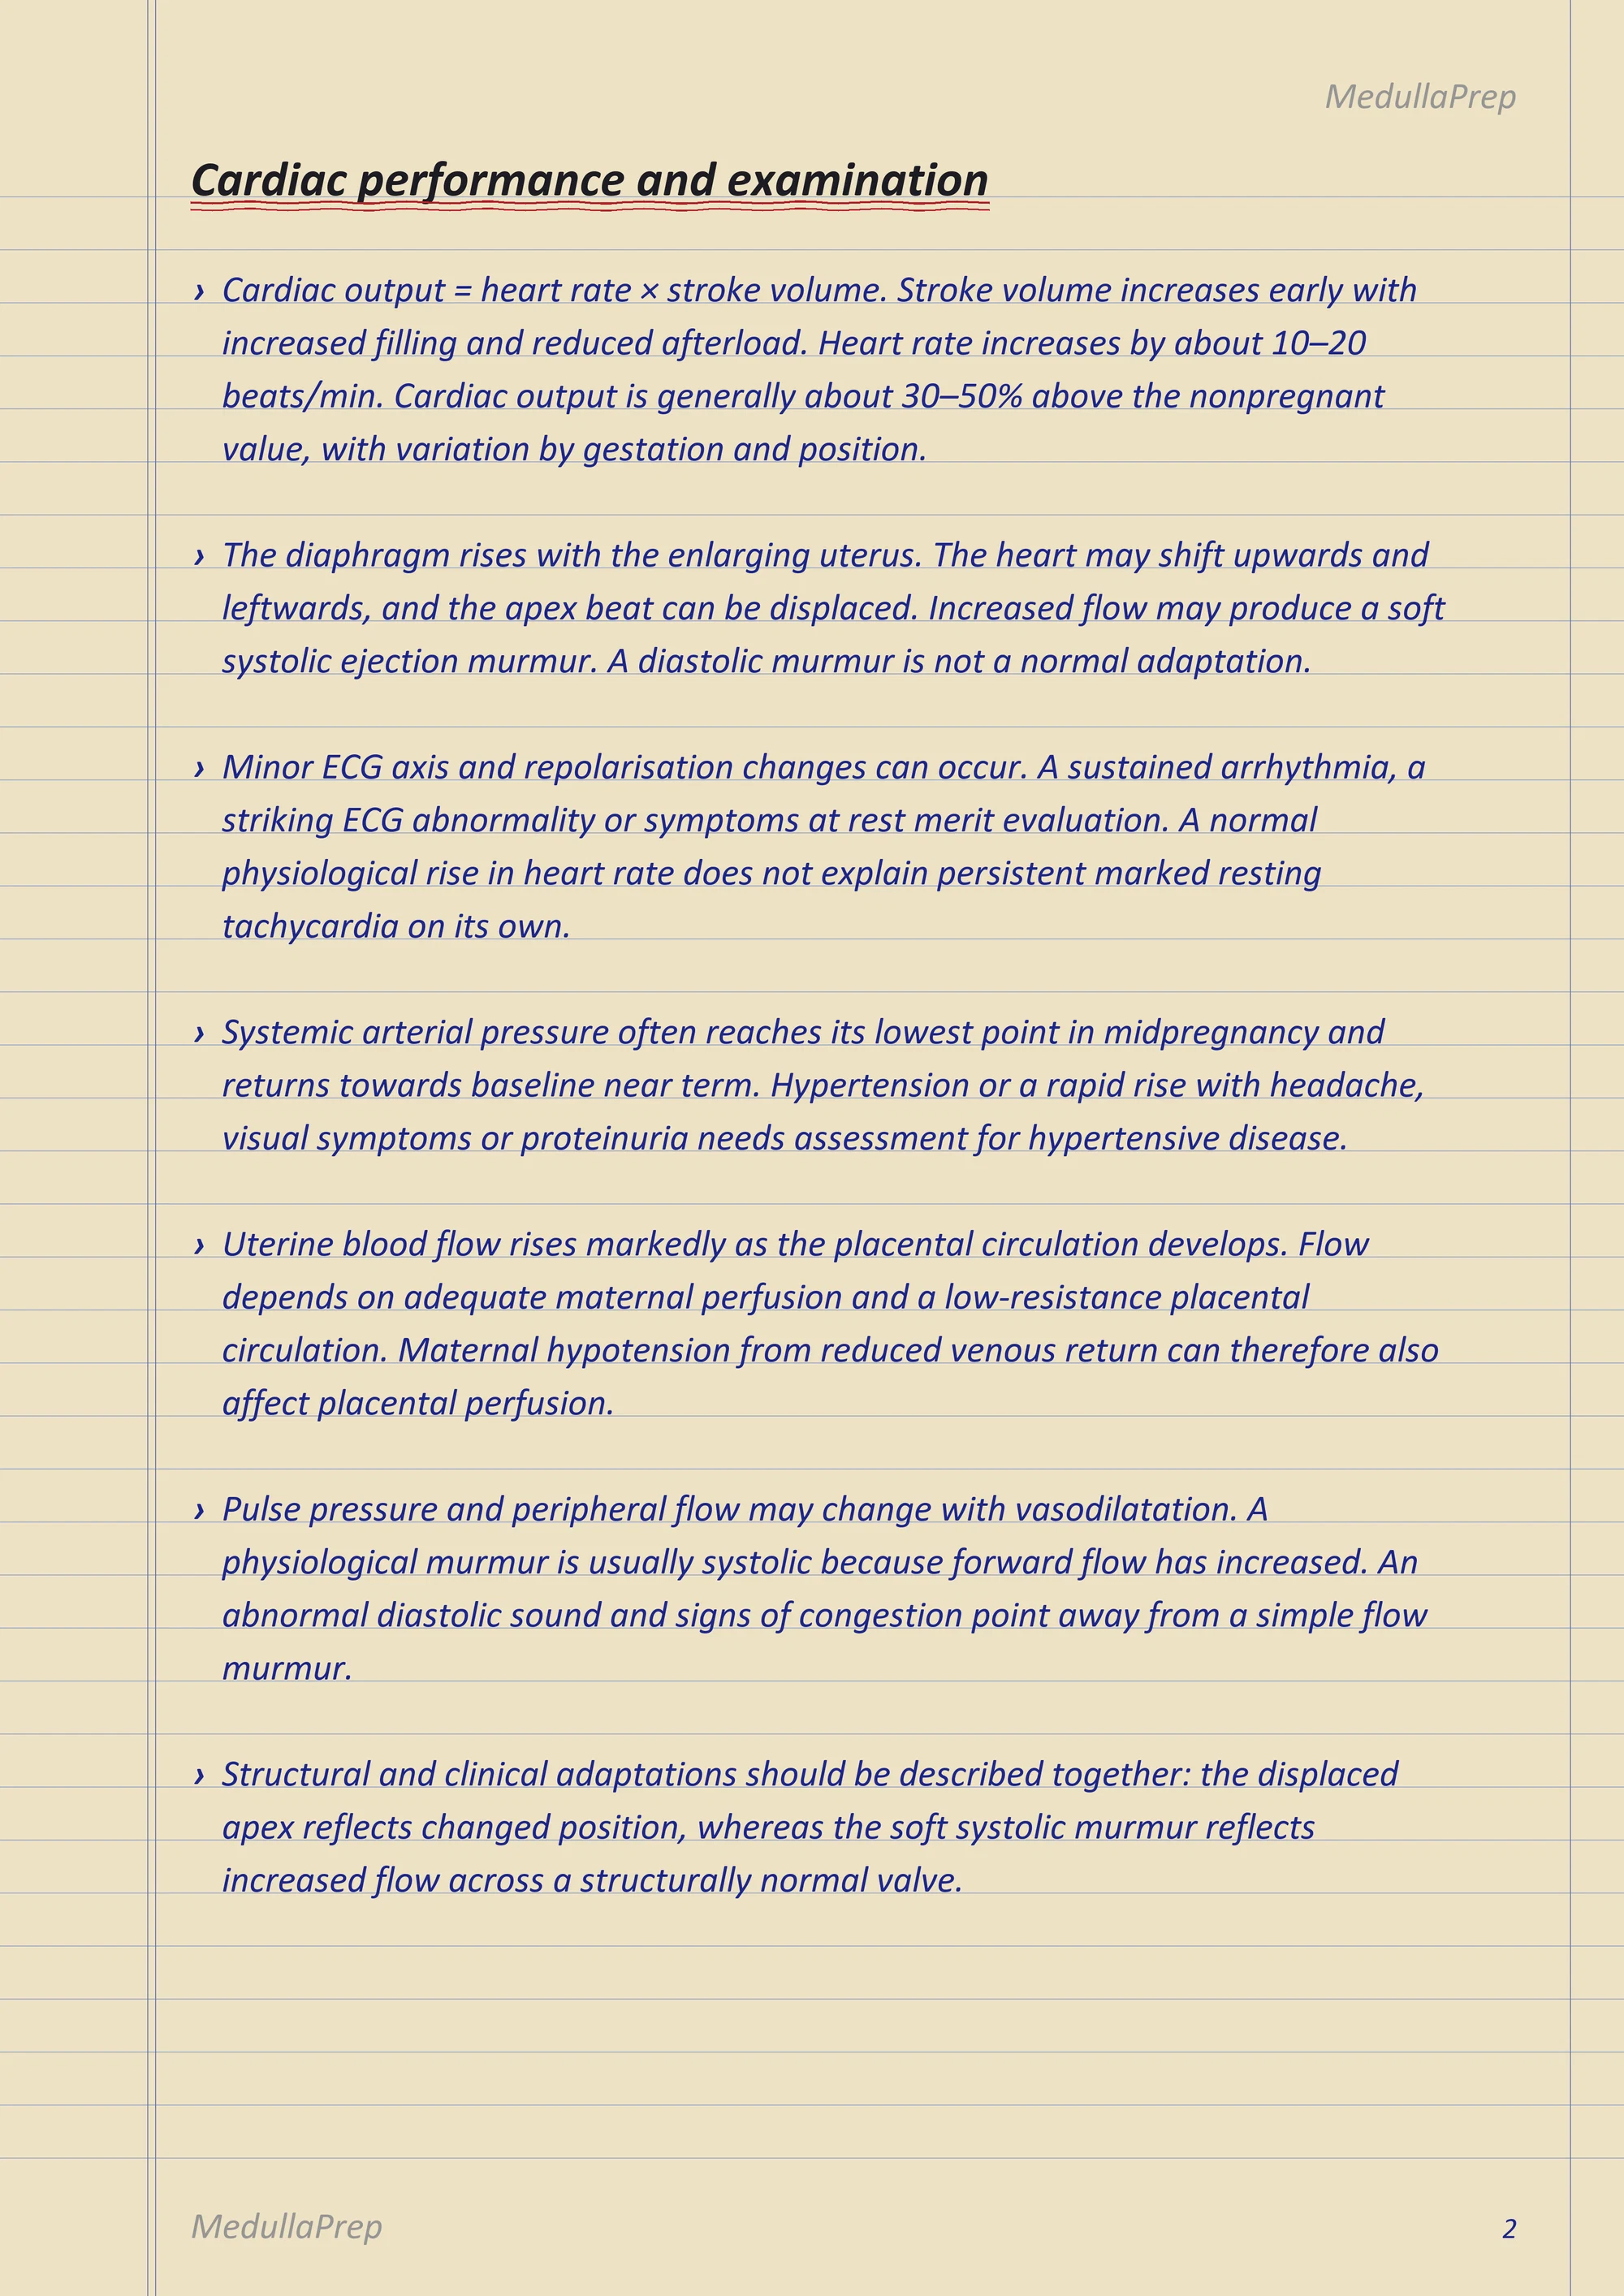 MedullaPrep
Cardiac performance and examination
› Cardiac output = heart rate × stroke volume. Stroke volume increases early with
increased filling and reduced afterload. Heart rate increases by about 10–20
beats/min. Cardiac output is generally about 30–50% above the nonpregnant
value, with variation by gestation and position.
› The diaphragm rises with the enlarging uterus. The heart may shift upwards and
leftwards, and the apex beat can be displaced. Increased flow may produce a soft
systolic ejection murmur. A diastolic murmur is not a normal adaptation.
› Minor ECG axis and repolarisation changes can occur. A sustained arrhythmia, a
striking ECG abnormality or symptoms at rest merit evaluation. A normal
physiological rise in heart rate does not explain persistent marked resting
tachycardia on its own.
› Systemic arterial pressure often reaches its lowest point in midpregnancy and
returns towards baseline near term. Hypertension or a rapid rise with headache,
visual symptoms or proteinuria needs assessment for hypertensive disease.
› Uterine blood flow rises markedly as the placental circulation develops. Flow
depends on adequate maternal perfusion and a low-resistance placental
circulation. Maternal hypotension from reduced venous return can therefore also
affect placental perfusion.
› Pulse pressure and peripheral flow may change with vasodilatation. A
physiological murmur is usually systolic because forward flow has increased. An
abnormal diastolic sound and signs of congestion point away from a simple flow
murmur.
› Structural and clinical adaptations should be described together: the displaced
apex reflects changed position, whereas the soft systolic murmur reflects
increased flow across a structurally normal valve.
MedullaPrep
2